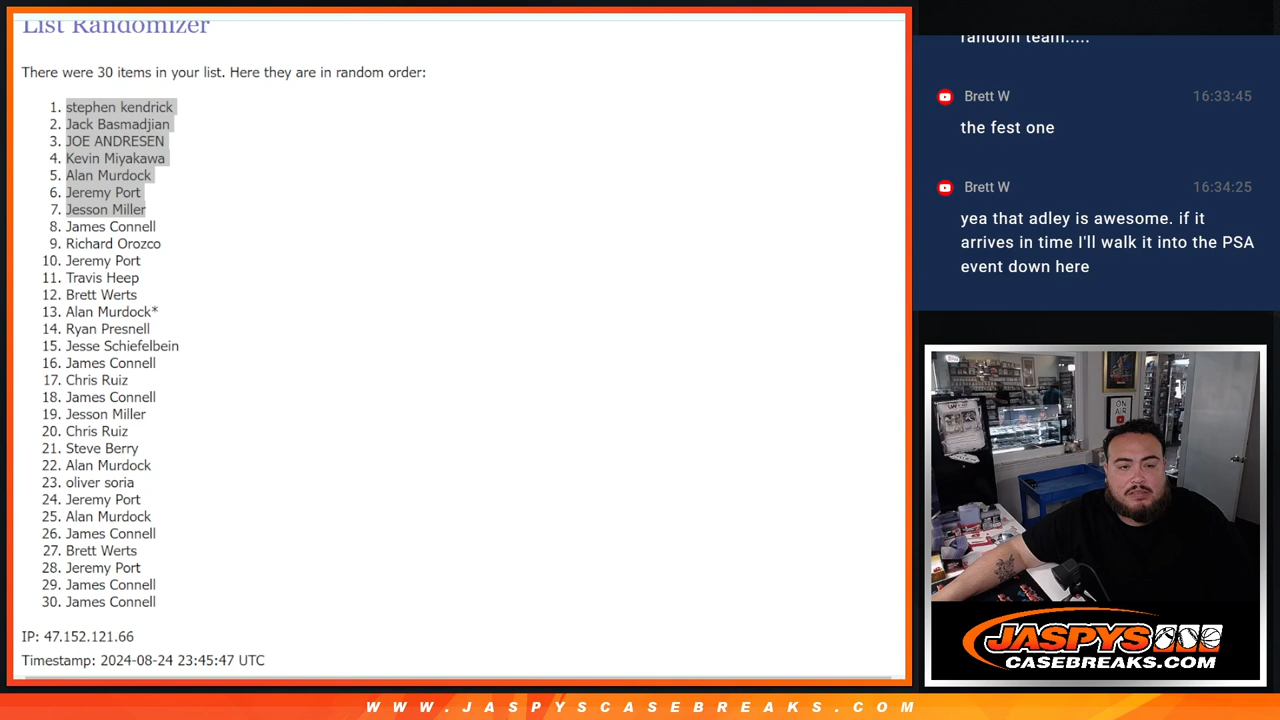 List Randomizer
There were 30 items in your list. Here they are in random order:
1. stephen kendrick
2. Jack Basmadjian
3. JOE ANDRESEN
4. Kevin Miyakawa
5. Alan Murdock
6. Jeremy Port
7. Jesson Miller
8. James Connell
9. Richard Orozco
10. Jeremy Port
11. Travis Heep
12. Brett Werts
13. Alan Murdock*
14. Ryan Presnell
15. Jesse Schiefelbein
16. James Connell
17. Chris Ruiz
18. James Connell
19. Jesson Miller
20. Chris Ruiz
21. Steve Berry
22. Alan Murdock
23. oliver soria
24. Jeremy Port
25. Alan Murdock
26. James Connell
27. Brett Werts
28. Jeremy Port
29. James Connell
30. James Connell
IP: 47.152.121.66
Timestamp: 2024-08-24 23:45:47 UTC
random team.....
Brett W 16:33:45
the fest one
Brett W 16:34:25
yea that adley is awesome. if it
arrives in time I'll walk it into the PSA
event down here
ON
AIR
JASPYS
CASEBREAKS.COM
WWW.JASPYSCASEBREAKS.COM